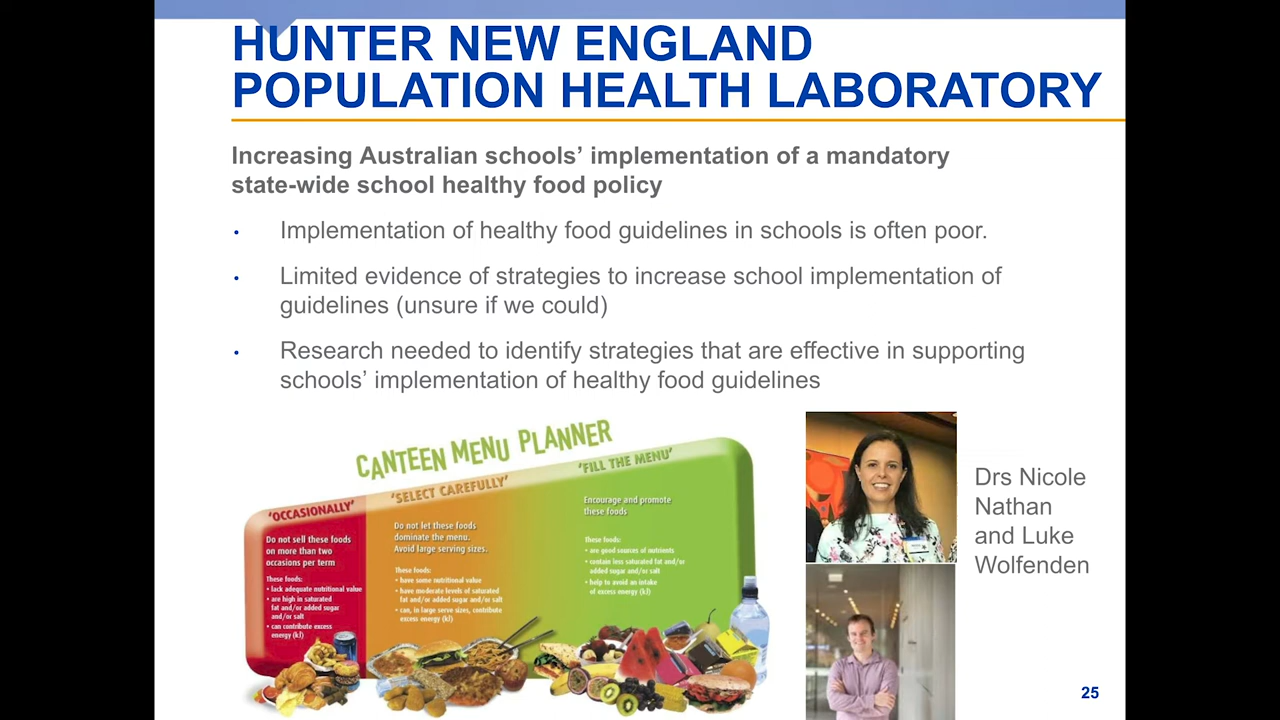 HUNTER NEW ENGLAND
POPULATION HEALTH LABORATORY
Increasing Australian schools’ implementation of a mandatory
state-wide school healthy food policy
• Implementation of healthy food guidelines in schools is often poor.
• Limited evidence of strategies to increase school implementation of
guidelines (unsure if we could)
• Research needed to identify strategies that are effective in supporting
schools’ implementation of healthy food guidelines
CANTEEN MENU PLANNER
‘OCCASIONALLY’
Do not sell these foods
on more than two
occasions per term
These foods:
• lack adequate nutritional value
• are high in saturated
fat and/or added sugar
and/or salt
• can contribute excess
energy (kJ)
‘SELECT CAREFULLY’
Do not let these foods
dominate the menu.
Avoid large serving sizes.
These foods:
• have some nutritional value
• have moderate levels of saturated
fat and/or added sugar and/or salt
• can, in large serve sizes, contribute
excess energy (kJ)
‘FILL THE MENU’
Encourage and promote
these foods
These foods:
• are good sources of nutrients
• contain less saturated fat and/or
added sugar and/or salt
• help to avoid an intake
of excess energy (kJ)
Drs Nicole
Nathan
and Luke
Wolfenden
25